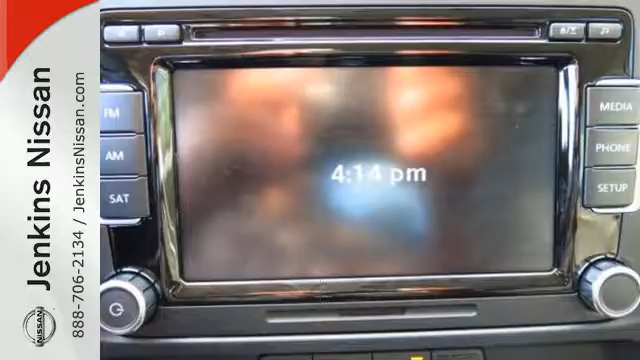 Jenkins Nissan
888-706-2134 / JenkinsNissan.com
NISSAN
FM
AM
SAT
4:14 pm
MEDIA
PHONE
SETUP